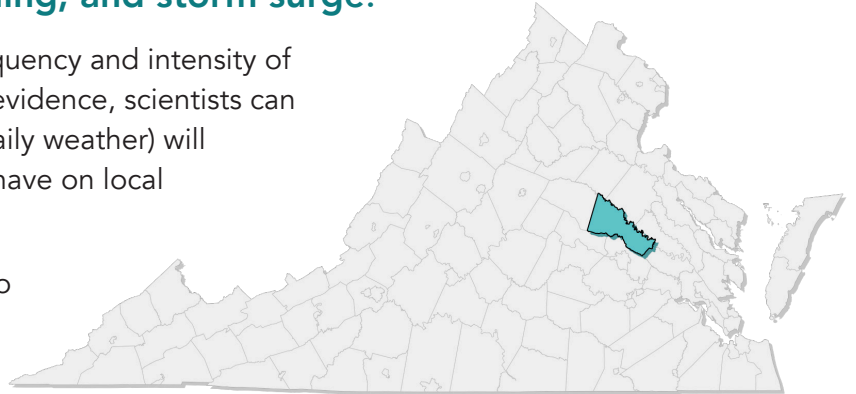 ing, and storm surge.
quency and intensity of
evidence, scientists can
aily weather) will
have on local
o